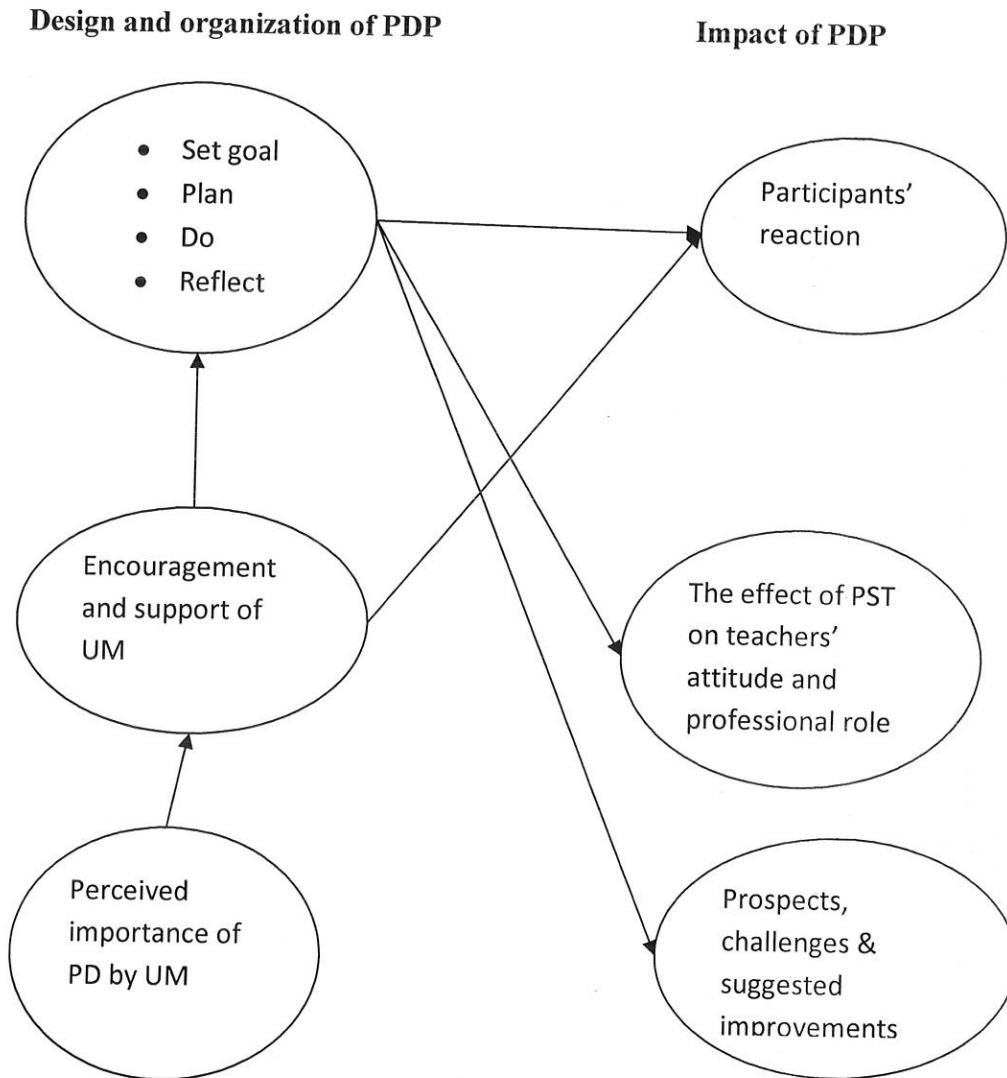 Design and organization of PDP
Impact of PDP
• Set goal
• Plan
• Do
• Reflect
Participants’
reaction
Encouragement
and support of
UM
The effect of PST
on teachers’
attitude and
professional role
Perceived
importance of
PD by UM
Prospects,
challenges &
suggested
improvements